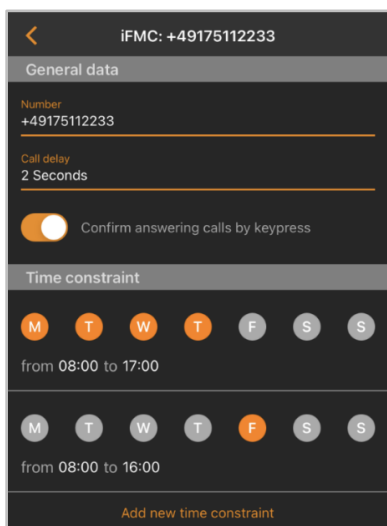 iFMC: +49175112233
General data
Number
+49175112233
Call delay
2 Seconds
Confirm answering calls by keypress
Time constraint
M T W T F S S
from 08:00 to 17:00
M T W T F S S
from 08:00 to 16:00
Add new time constraint